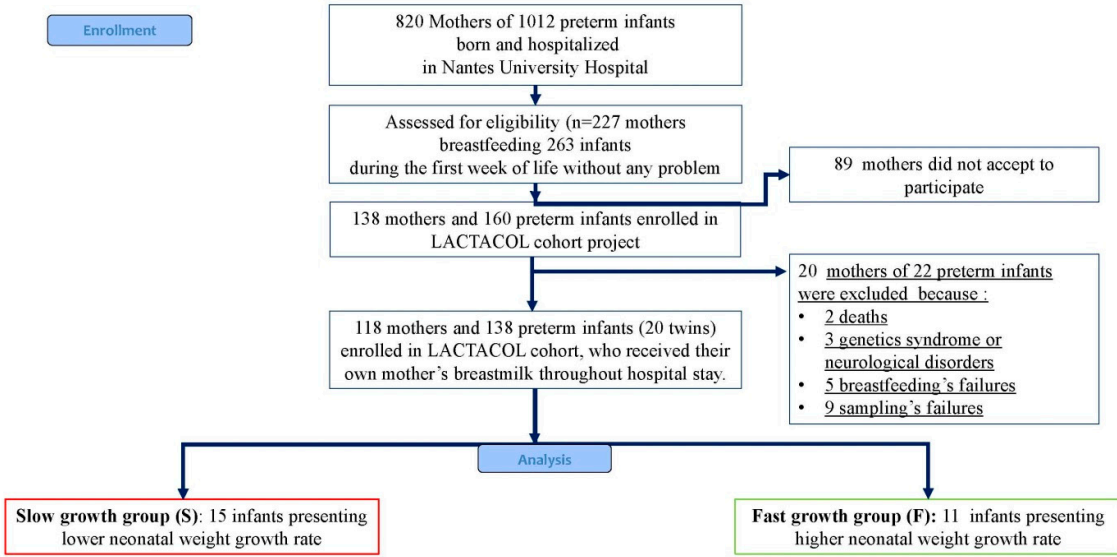 Enrollment
820 Mothers of 1012 preterm infants
born and hospitalized
in Nantes University Hospital
Assessed for eligibility (n=227 mothers
breastfeeding 263 infants
during the first week of life without any problem
89 mothers did not accept to
participate
138 mothers and 160 preterm infants enrolled in
LACTACOL cohort project
20 mothers of 22 preterm infants
were excluded because :
• 2 deaths
• 3 genetics syndrome or
neurological disorders
• 5 breastfeeding’s failures
• 9 sampling’s failures
118 mothers and 138 preterm infants (20 twins)
enrolled in LACTACOL cohort, who received their
own mother’s breastmilk throughout hospital stay.
Analysis
Slow growth group (S): 15 infants presenting
lower neonatal weight growth rate
Fast growth group (F): 11 infants presenting
higher neonatal weight growth rate